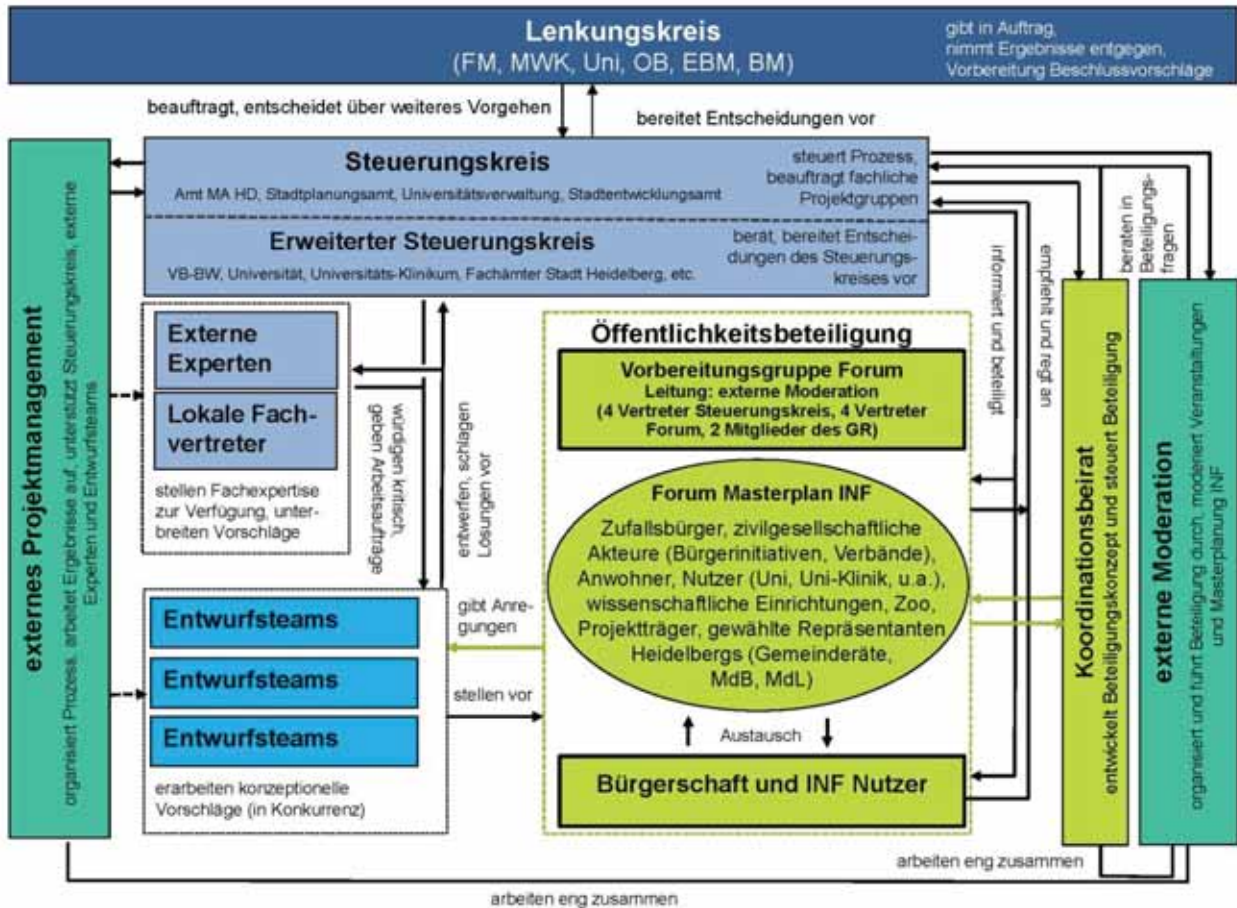 Lenkungskreis
(FM, MWK, Uni, OB, EBM, BM)
gibt in Auftrag,
nimmt Ergebnisse entgegen,
Vorbereitung Beschlussvorschläge
beauftragt, entscheidet über weiteres Vorgehen
bereitet Entscheidungen vor
externes Projektmanagement
organisiert Prozess, arbeitet Ergebnisse auf, unterstützt Steuerungskreis, externe
Experten und Entwurfsteams
Steuerungskreis
Amt MA HD, Stadtplanungsamt, Universitätsverwaltung, Stadtentwicklungsamt
steuert Prozess,
beauftragt fachliche
Projektgruppen
Erweiterter Steuerungskreis
VB-BW, Universität, Universitäts-Klinikum, Fachämter Stadt Heidelberg, etc.
berät, bereitet Entschei-
dungen des Steuerungs-
kreises vor
Externe
Experten
Lokale Fach-
vertreter
stellen Fachexpertise
zur Verfügung, unter-
breiten Vorschläge
würdigen kritisch,
geben Arbeitsaufträge
entwerfen, schlagen
Lösungen vor
Entwurfsteams
Entwurfsteams
Entwurfsteams
erarbeiten konzeptionelle
Vorschläge (in Konkurrenz)
gibt Anre-
gungen
stellen vor
Öffentlichkeitsbeteiligung
Vorbereitungsgruppe Forum
Leitung: externe Moderation
(4 Vertreter Steuerungskreis, 4 Vertreter
Forum, 2 Mitglieder des GR)
Forum Masterplan INF
Zufallsbürger, zivilgesellschaftliche
Akteure (Bürgerinitiativen, Verbände),
Anwohner, Nutzer (Uni, Uni-Klinik, u.a.),
wissenschaftliche Einrichtungen, Zoo,
Projektträger, gewählte Repräsentanten
Heidelbergs (Gemeinderäte,
MdB, MdL)
Austausch
Bürgerschaft und INF Nutzer
informiert und beteiligt
empfiehlt und regt an
beraten in
Beteiligungs-
fragen
Koordinationsbeirat
entwickelt Beteiligungskonzept und steuert Beteiligung
externe Moderation
organisiert und führt Beteiligung durch, moderiert Veranstaltungen
und Masterplanung INF
arbeiten eng zusammen
arbeiten eng zusammen